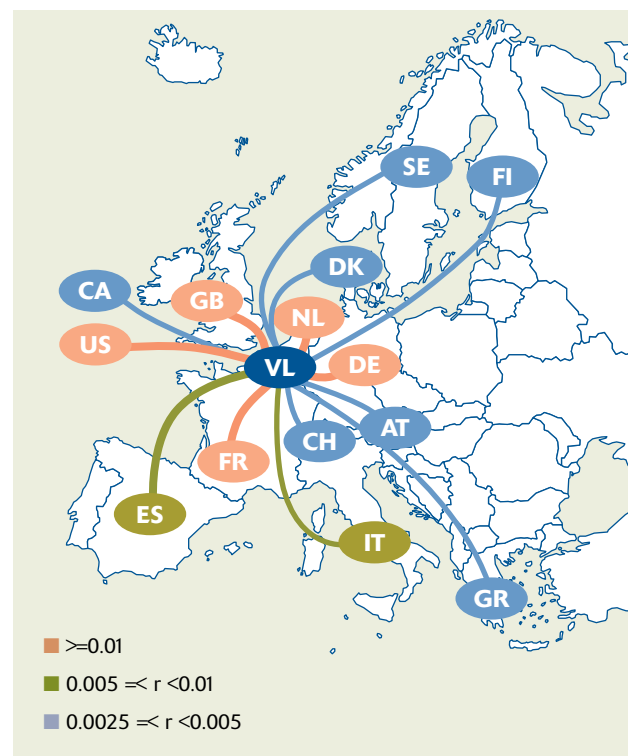 SE
FI
DK
CA
GB
NL
US
VL
DE
CH
AT
FR
ES
IT
GR
>=0.01
0.005 =< r <0.01
0.0025 =< r <0.005